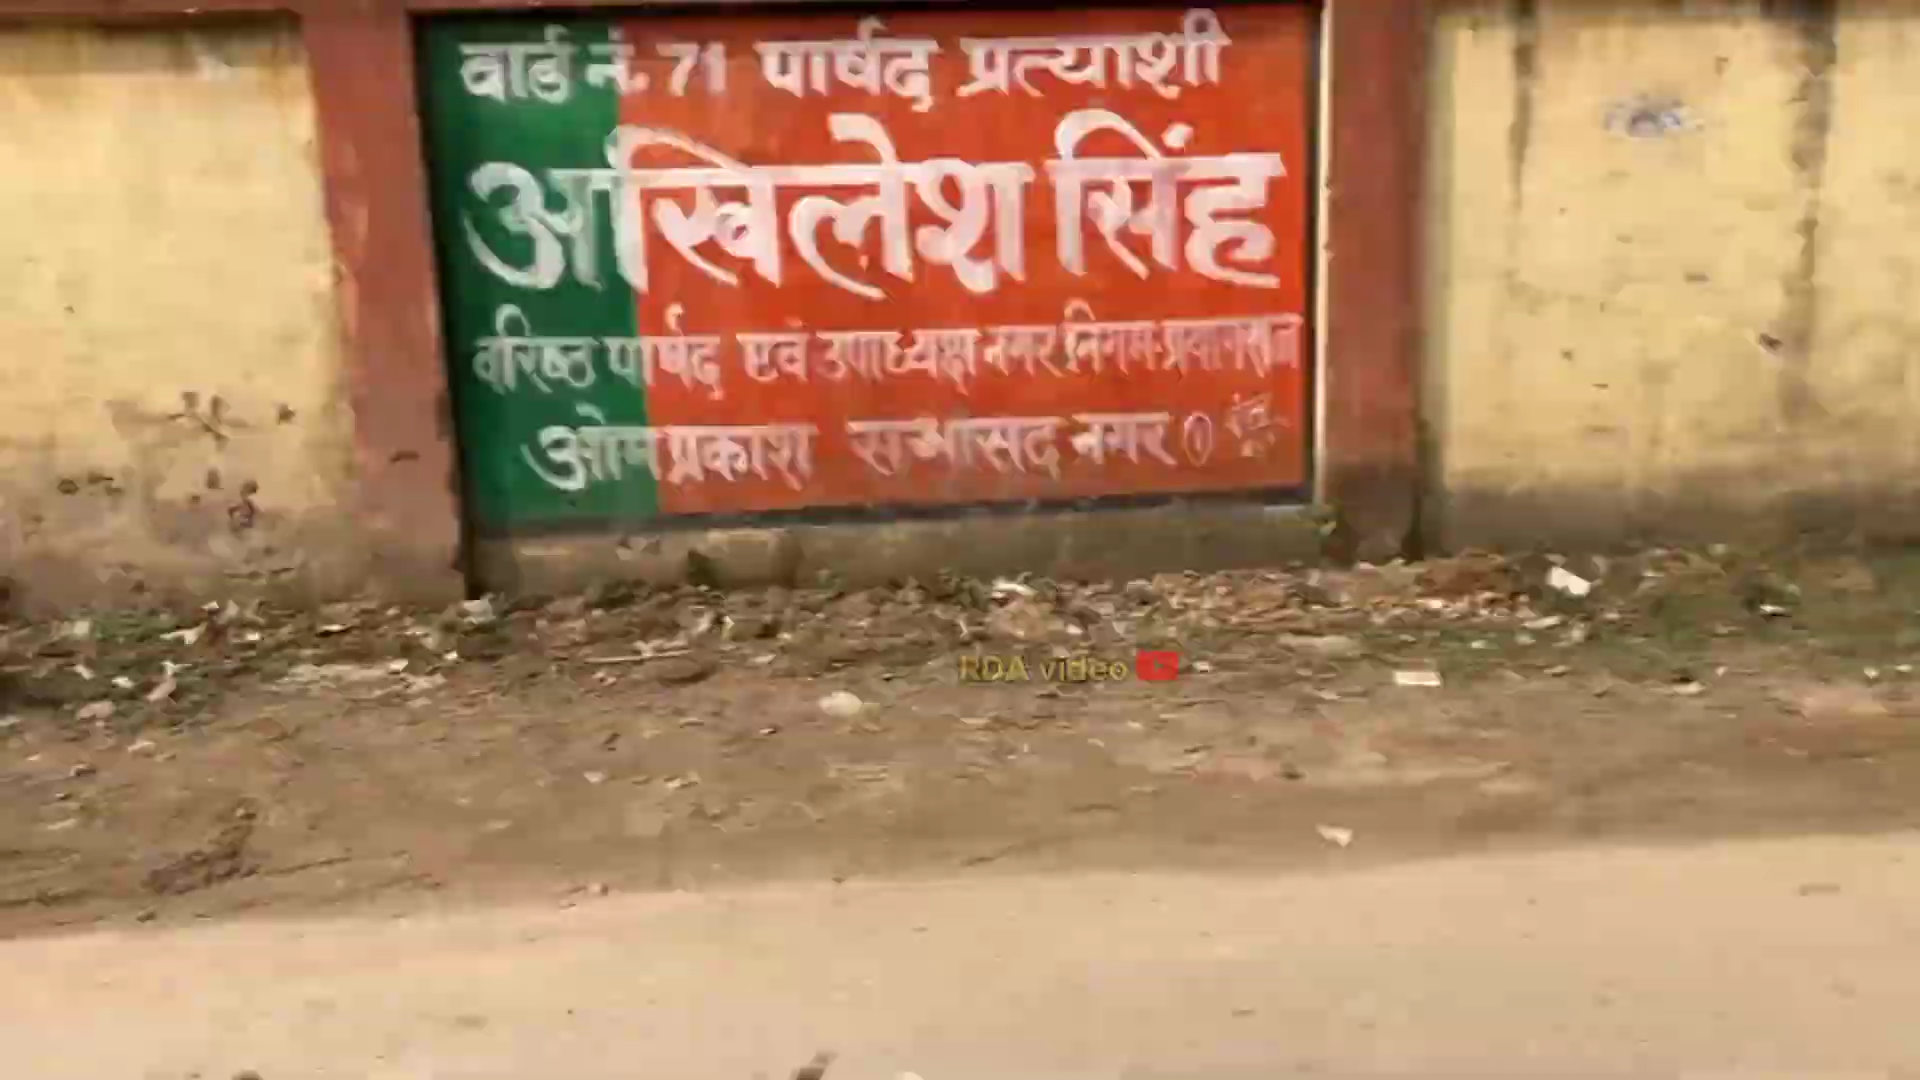 वार्ड नं. 71 पार्षद प्रत्याशी
अखिलेश सिंह
वरिष्ठ पार्षद एवं उपाध्यक्ष नगर निगम-प्रयागराज
ओम प्रकाश सभासद नगर
RDA video